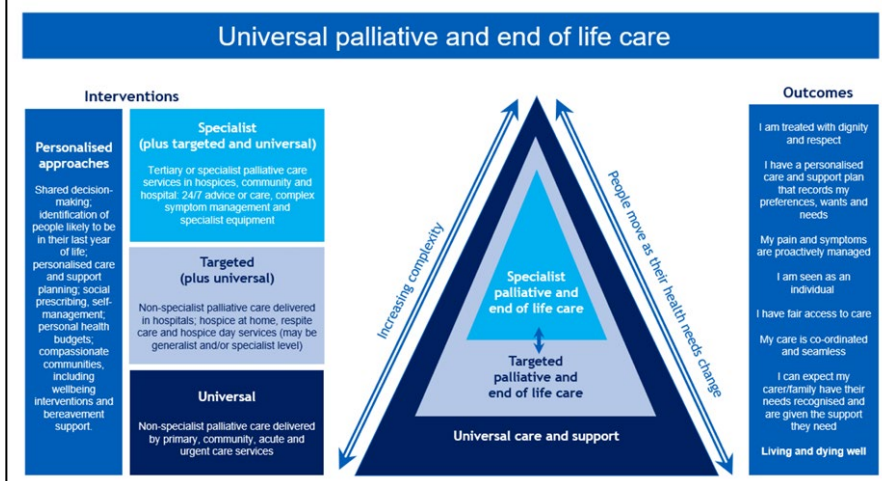 Universal palliative and end of life care
Interventions
Personalised
approaches
Shared decision-
making;
identification of
people likely to be
in their last year
of life;
personalised care
and support
planning; social
prescribing, self-
management;
personal health
budgets;
compassionate
communities,
including
wellbeing
interventions and
bereavement
support.
Specialist
(plus targeted and universal)
Tertiary or specialist palliative care
services in hospices, community and
hospital: 24/7 advice or care, complex
symptom management and
specialist equipment
Targeted
(plus universal)
Non-specialist palliative care delivered
in hospitals; hospice at home, respite
care and hospice day services (may be
generalist and/or specialist level)
Universal
Non-specialist palliative care delivered
by primary, community, acute and
urgent care services
Increasing complexity
Specialist
palliative and
end of life care
Targeted
palliative and
end of life care
Universal care and support
People move as their health needs change
Outcomes
I am treated with dignity
and respect
I have a personalised
care and support plan
that records my
preferences, wants and
needs
My pain and symptoms
are proactively managed
I am seen as an
individual
I have fair access to care
My care is co-ordinated
and seamless
I can expect my
carer/family have their
needs recognised and
are given the support
they need
Living and dying well